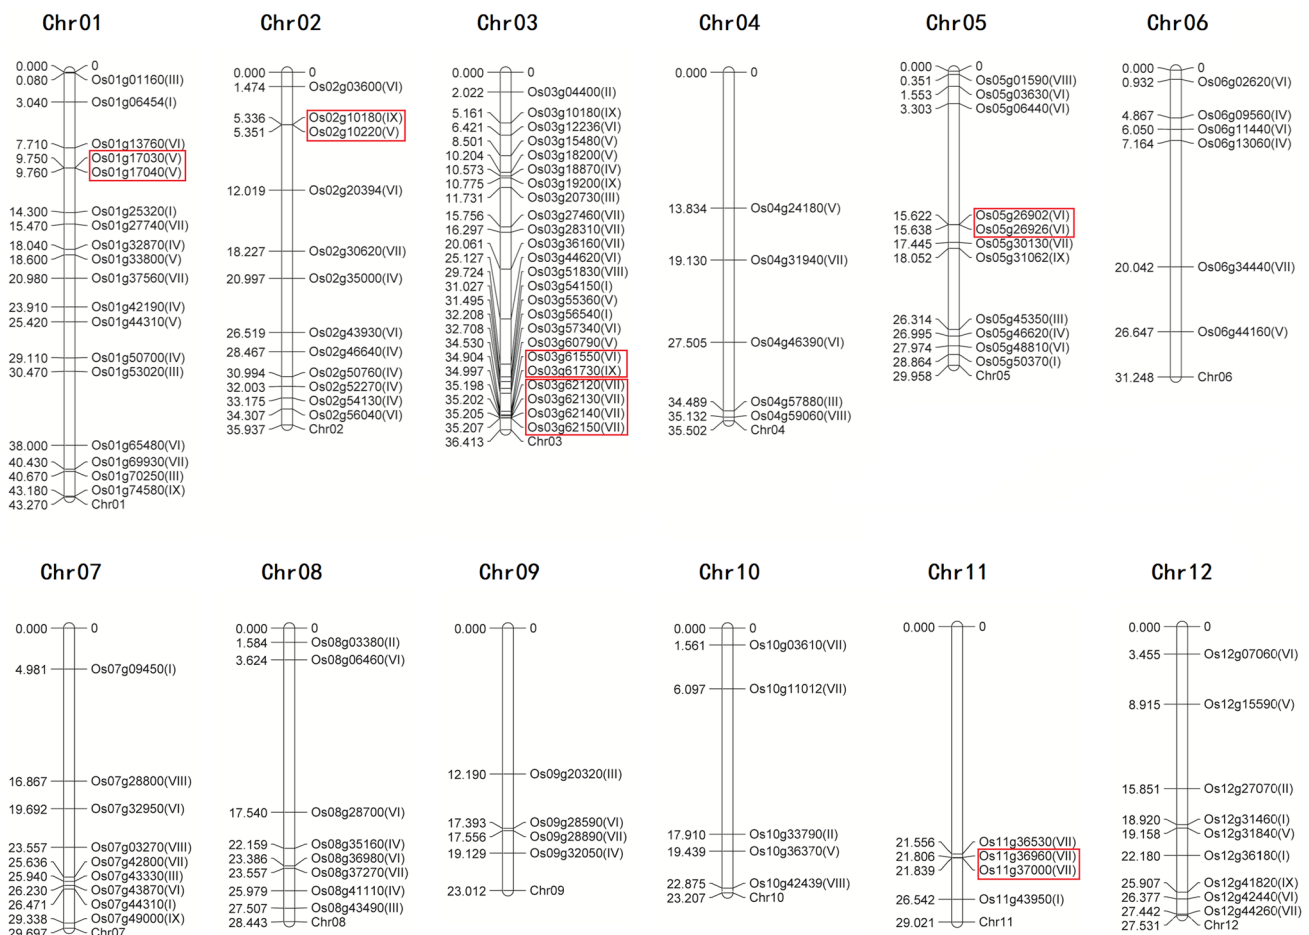 Chr01
0.000 0
0.080 Os01g01160(III)
3.040 Os01g06454(I)
7.710 Os01g13760(VI)
9.750 Os01g17030(V)
9.760 Os01g17040(V)
14.300 Os01g25320(I)
15.470 Os01g27740(VII)
18.040 Os01g32870(IV)
18.600 Os01g33800(V)
20.980 Os01g37560(VII)
23.910 Os01g42190(IV)
25.420 Os01g44310(V)
29.110 Os01g50700(IV)
30.470 Os01g53020(III)
38.000 Os01g65480(VI)
40.430 Os01g69930(VII)
40.670 Os01g70250(III)
43.180 Os01g74580(IX)
43.270 Chr01
Chr02
0.000 0
1.474 Os02g03600(VI)
5.336 Os02g10180(IX)
5.351 Os02g10220(V)
12.019 Os02g20394(VI)
18.227 Os02g30620(VII)
20.997 Os02g35000(IV)
26.519 Os02g43930(VI)
28.467 Os02g46640(IV)
30.994 Os02g50760(IV)
32.003 Os02g52270(IV)
33.175 Os02g54130(IV)
34.307 Os02g56040(VI)
35.937 Chr02
Chr03
0.000 0
2.022 Os03g04400(II)
5.161 Os03g10180(IX)
6.421 Os03g12236(VI)
8.501 Os03g15480(V)
10.204 Os03g18200(V)
10.573 Os03g18870(IV)
10.775 Os03g19200(IX)
11.731 Os03g20730(III)
15.756 Os03g27460(VII)
16.297 Os03g28310(VII)
20.061 Os03g36160(VII)
25.127 Os03g44620(VI)
29.724 Os03g51830(VIII)
31.027 Os03g54150(I)
31.495 Os03g55360(V)
32.208 Os03g56540(I)
32.708 Os03g57340(VI)
34.530 Os03g60790(V)
34.904 Os03g61550(VI)
34.997 Os03g61730(IX)
35.198 Os03g62120(VII)
35.202 Os03g62130(VII)
35.205 Os03g62140(VII)
35.207 Os03g62150(VII)
36.413 Chr03
Chr04
0.000 0
13.834 Os04g24180(V)
19.130 Os04g31940(VII)
27.505 Os04g46390(VI)
34.489 Os04g57880(III)
35.132 Os04g59060(VIII)
35.502 Chr04
Chr05
0.000 0
0.351 Os05g01590(VIII)
1.553 Os05g03630(VI)
3.303 Os05g06440(VI)
15.622 Os05g26902(VI)
15.638 Os05g26926(VI)
17.445 Os05g30130(VII)
18.052 Os05g31062(IX)
26.314 Os05g45350(III)
26.995 Os05g46620(IV)
27.974 Os05g48810(VI)
28.864 Os05g50370(I)
29.958 Chr05
Chr06
0.000 0
0.932 Os06g02620(VI)
4.867 Os06g09560(IV)
6.050 Os06g11440(VI)
7.164 Os06g13060(IV)
20.042 Os06g34440(VII)
26.647 Os06g44160(V)
31.248 Chr06
Chr07
0.000 0
4.981 Os07g09450(I)
16.867 Os07g28800(VIII)
19.692 Os07g32950(VI)
23.557 Os07g03270(VIII)
25.636 Os07g42800(VII)
25.940 Os07g43330(III)
26.230 Os07g43870(VI)
26.471 Os07g44310(I)
29.338 Os07g49000(IX)
29.697 Chr07
Chr08
0.000 0
1.584 Os08g03380(II)
3.624 Os08g06460(VI)
17.540 Os08g28700(VI)
22.159 Os08g35160(IV)
23.386 Os08g36980(VI)
23.557 Os08g37270(VII)
25.979 Os08g41110(IV)
27.507 Os08g43490(III)
28.443 Chr08
Chr09
0.000 0
12.190 Os09g20320(III)
17.393 Os09g28590(VI)
17.556 Os09g28890(VII)
19.129 Os09g32050(IV)
23.012 Chr09
Chr10
0.000 0
1.561 Os10g03610(VII)
6.097 Os10g11012(VII)
17.910 Os10g33790(II)
19.439 Os10g36370(V)
22.875 Os10g42439(VIII)
23.207 Chr10
Chr11
0.000 0
21.556 Os11g36530(VII)
21.806 Os11g36960(VII)
21.839 Os11g37000(VII)
26.542 Os11g43950(I)
29.021 Chr11
Chr12
0.000 0
3.455 Os12g07060(VI)
8.915 Os12g15590(V)
15.851 Os12g27070(II)
18.920 Os12g31460(I)
19.158 Os12g31840(V)
22.180 Os12g36180(I)
25.907 Os12g41820(IX)
26.377 Os12g42440(VI)
27.442 Os12g44260(VII)
27.531 Chr12